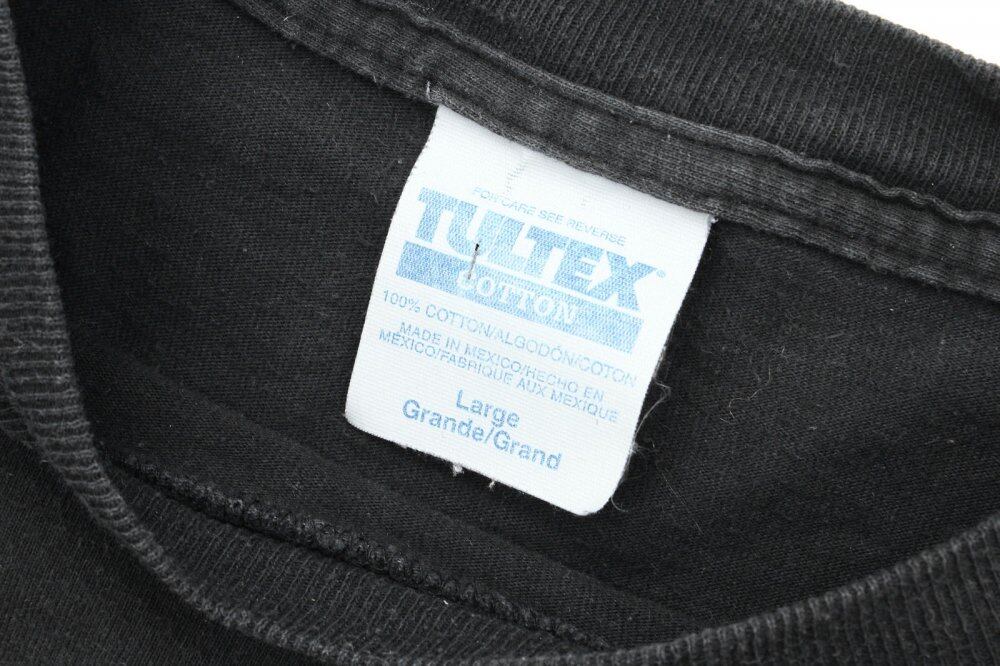 FOR CARE SEE REVERSE
TULTEX®
COTTON
100% COTTON/ALGODÓN/COTON
MADE IN MEXICO/HECHO EN
MÉXICO/FABRIQUE AUX MEXIQUE
Large
Grande/Grand